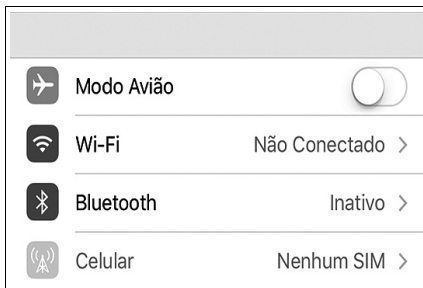 Modo Avião
Wi-Fi Não Conectado
Bluetooth Inativo
Celular Nenhum SIM